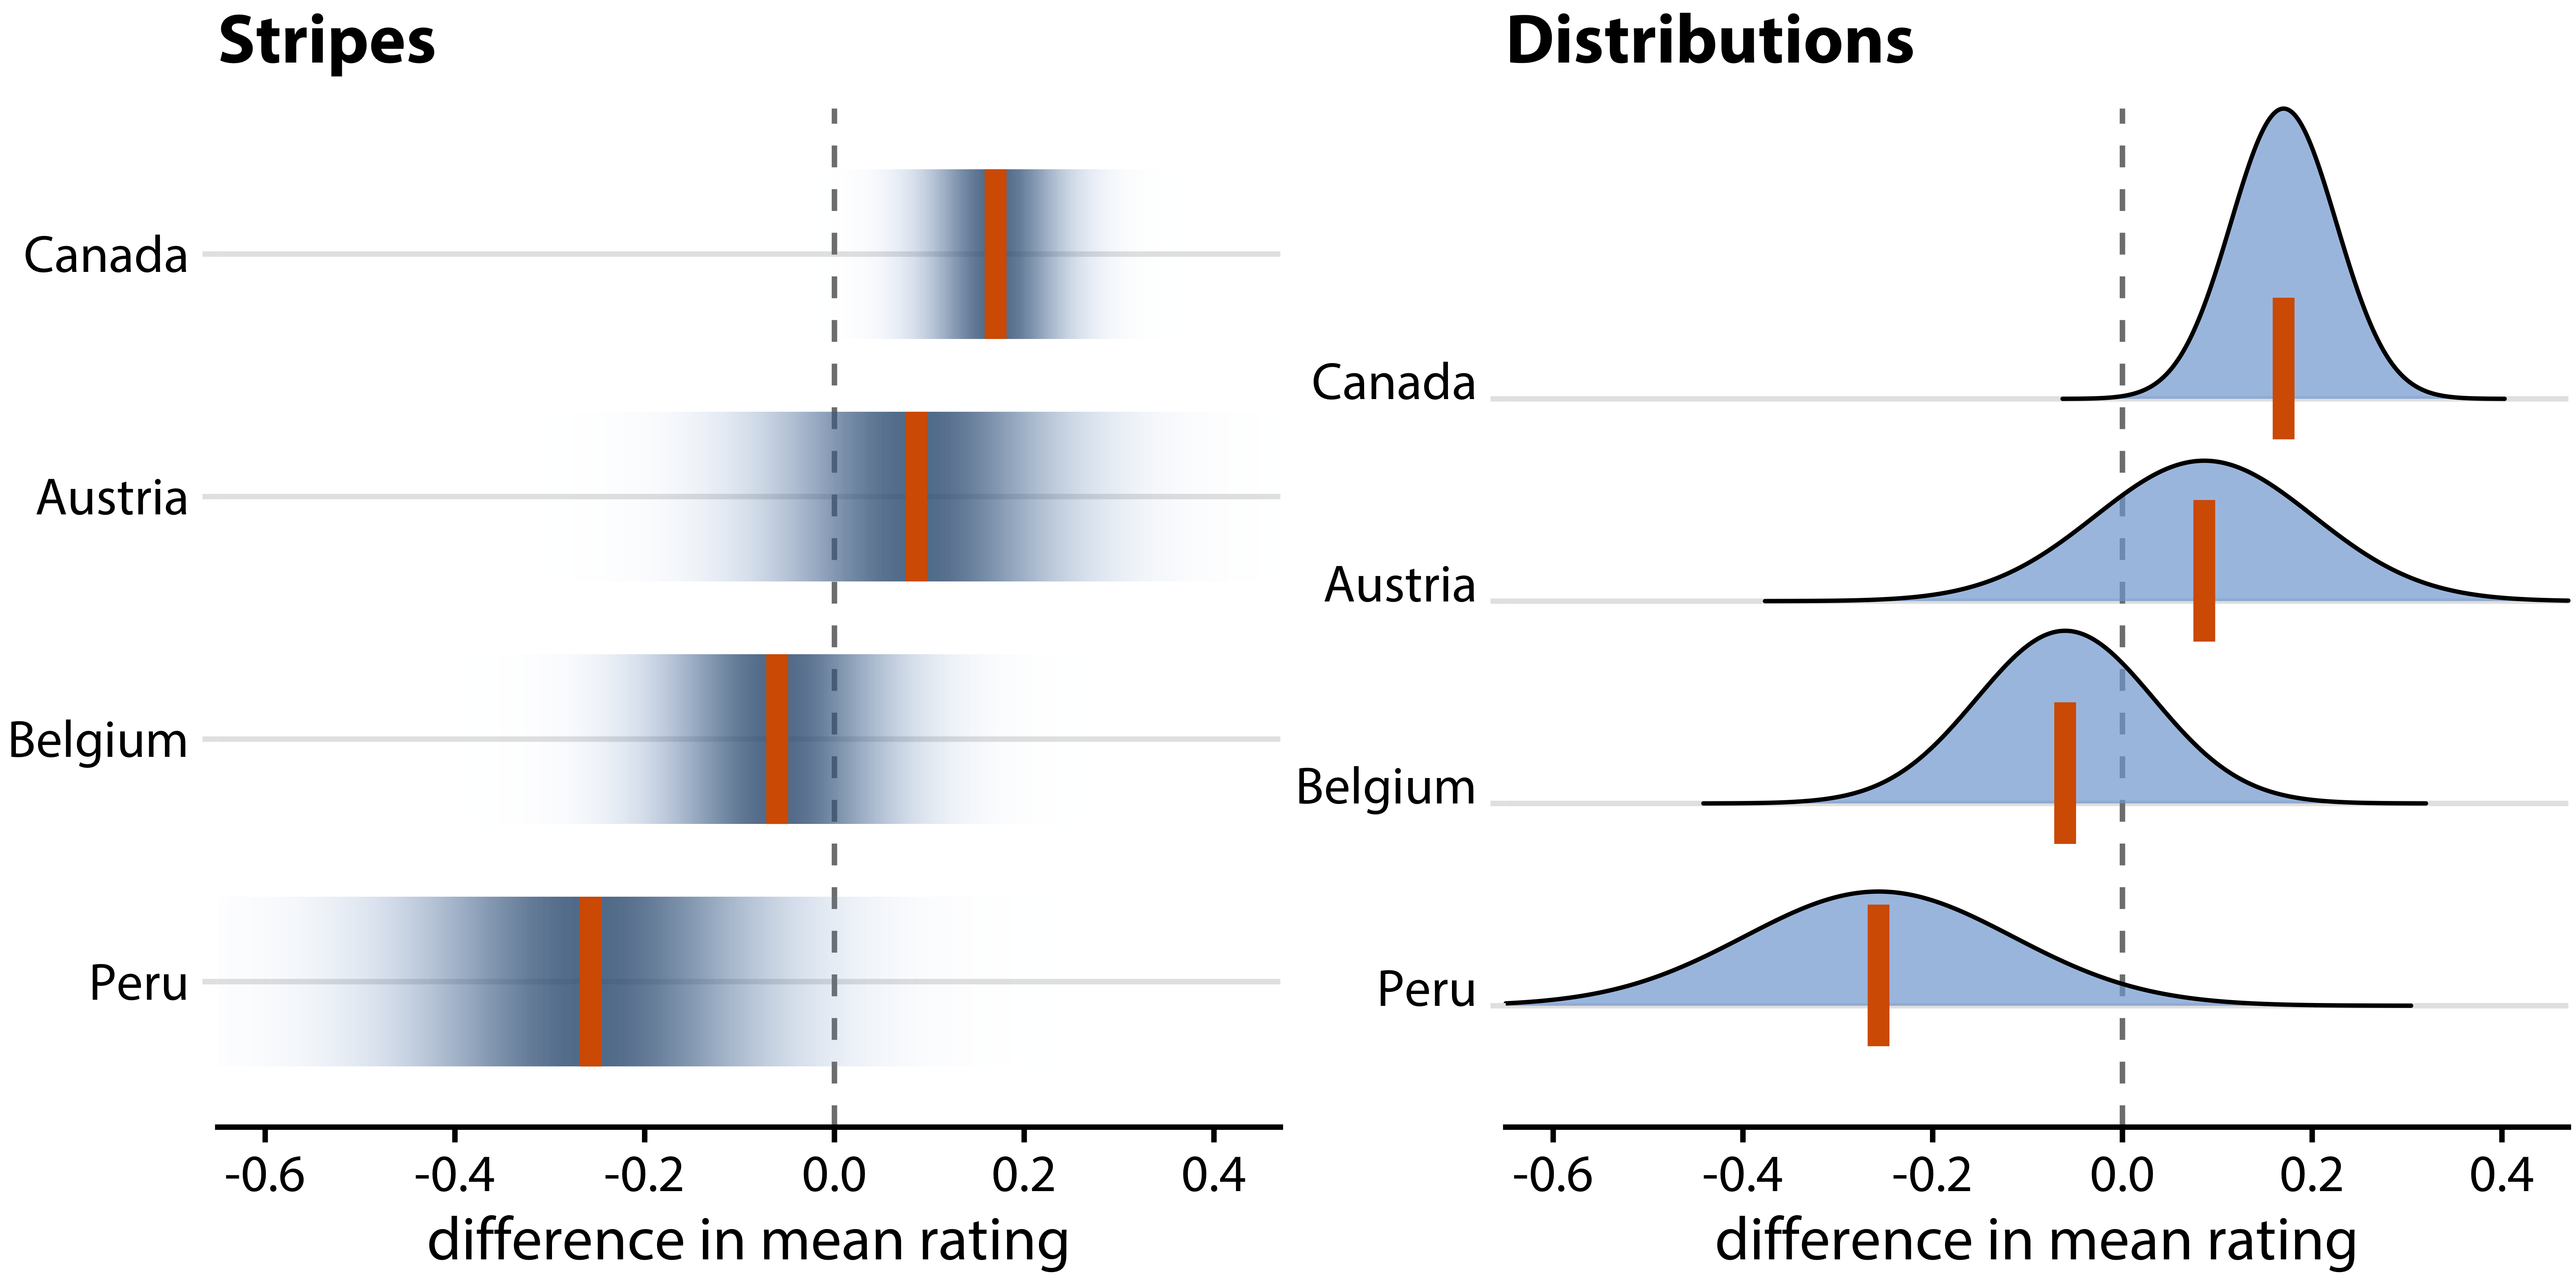 Stripes
Canada
Austria
Belgium
Peru
-0.6 -0.4 -0.2 0.0 0.2 0.4
difference in mean rating
Distributions
Canada
Austria
Belgium
Peru
-0.6 -0.4 -0.2 0.0 0.2 0.4
difference in mean rating